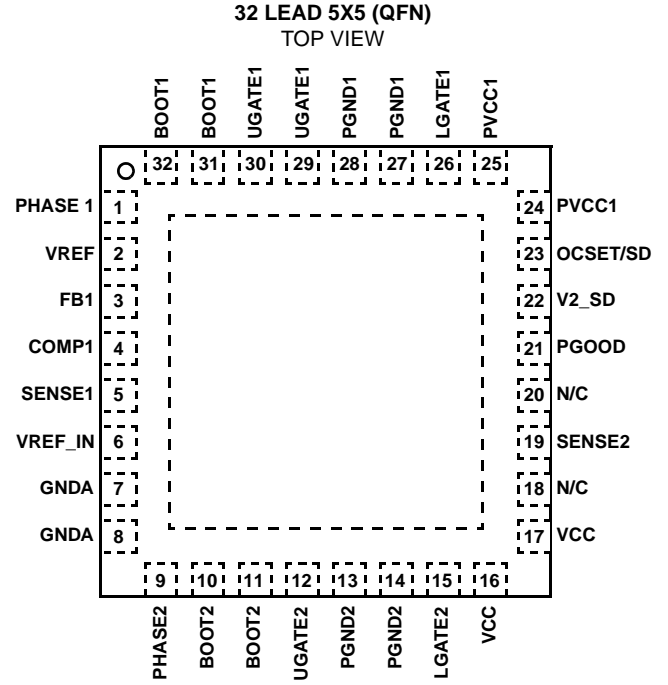 32 LEAD 5X5 (QFN)
TOP VIEW
BOOT1
BOOT1
UGATE1
UGATE1
PGND1
PGND1
LGATE1
PVCC1
32 31 30 29 28 27 26 25
PHASE 1 1
VREF 2
FB1 3
COMP1 4
SENSE1 5
VREF_IN 6
GNDA 7
GNDA 8
24 PVCC1
23 OCSET/SD
22 V2_SD
21 PGOOD
20 N/C
19 SENSE2
18 N/C
17 VCC
9 10 11 12 13 14 15 16
PHASE2
BOOT2
BOOT2
UGATE2
PGND2
PGND2
LGATE2
VCC